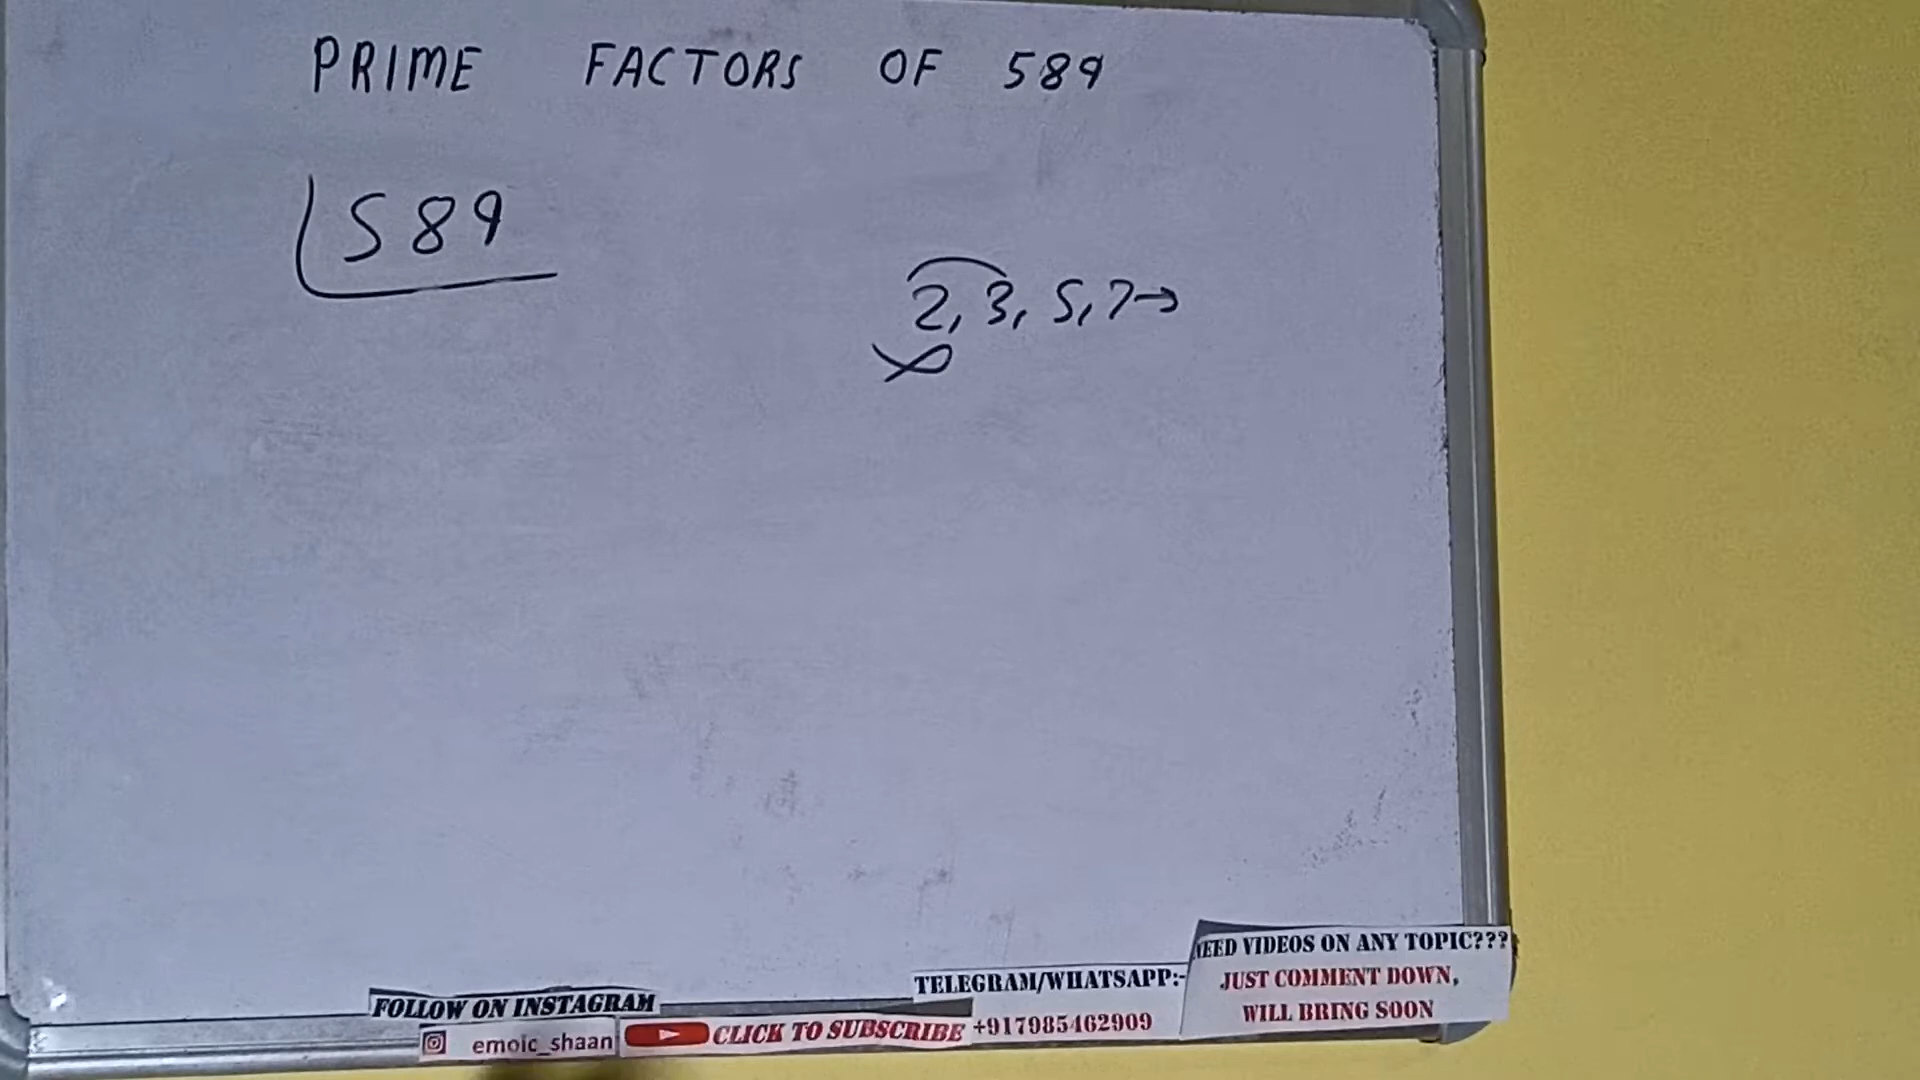 PRIME FACTORS OF 589
589
2, 3, 5, 7→
NEED VIDEOS ON ANY TOPIC???
JUST COMMENT DOWN,
WILL BRING SOON
TELEGRAM/WHATSAPP:-
+917985462909
FOLLOW ON INSTAGRAM
emoic_shaan
CLICK TO SUBSCRIBE